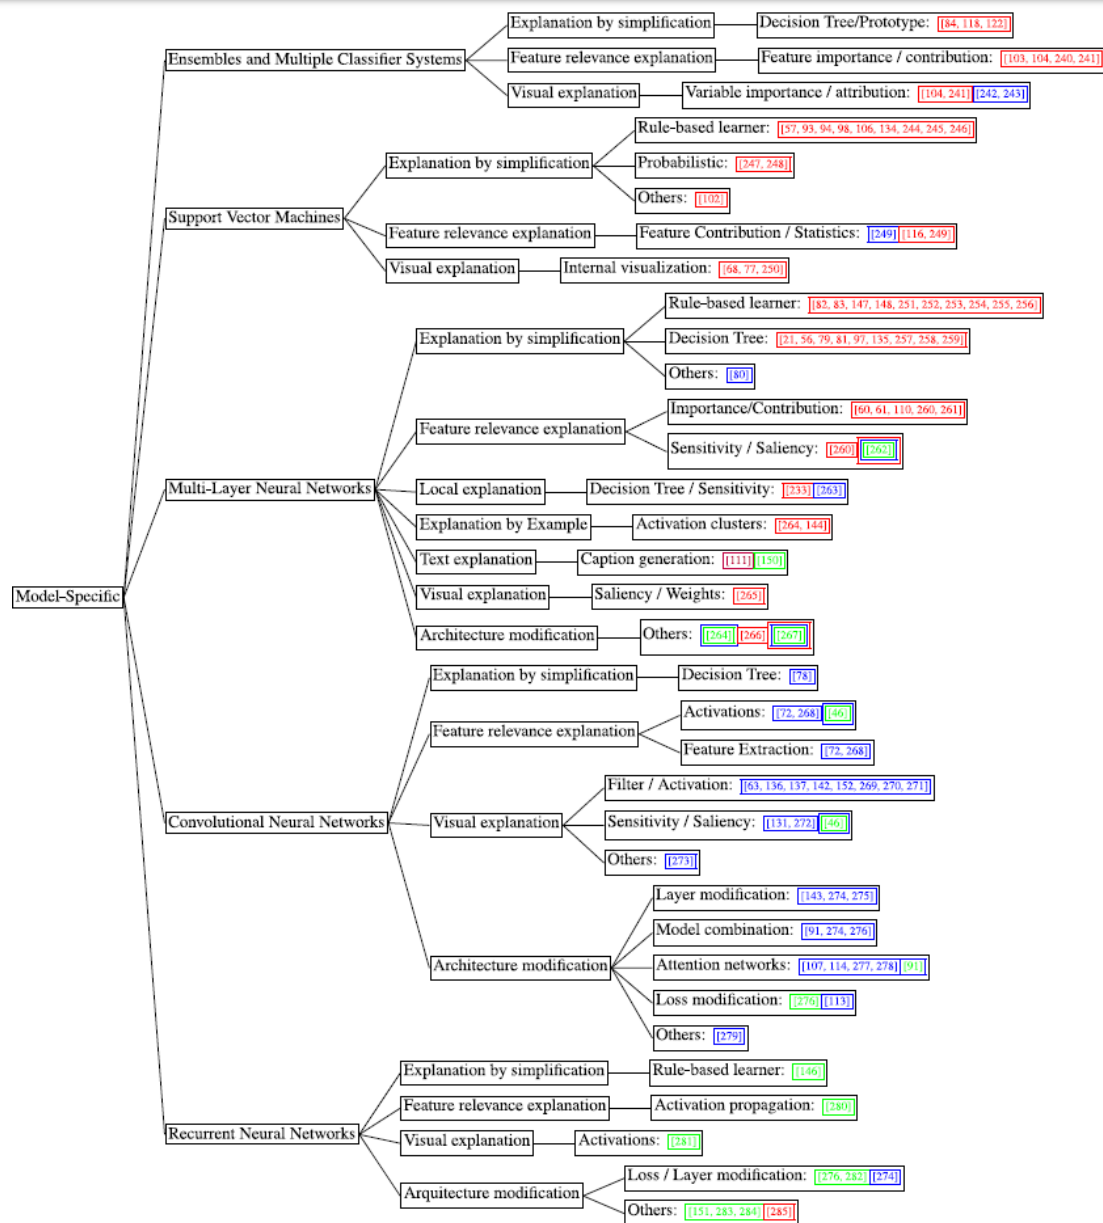 Explanation by simplification
Decision Tree/Prototype: [84, 118, 122]
Ensembles and Multiple Classifier Systems
Feature relevance explanation
Feature importance / contribution: [103, 104, 240, 241]
Visual explanation
Variable importance / attribution: [104, 241] [242, 243]
Rule-based learner: [57, 93, 94, 98, 106, 134, 244, 245, 246]
Explanation by simplification
Probabilistic: [247, 248]
Others: [102]
Support Vector Machines
Feature relevance explanation
Feature Contribution / Statistics: [249] [116, 249]
Visual explanation
Internal visualization: [68, 77, 250]
Rule-based learner: [82, 83, 147, 148, 251, 252, 253, 254, 255, 256]
Explanation by simplification
Decision Tree: [21, 56, 79, 81, 97, 135, 257, 258, 259]
Others: [80]
Importance/Contribution: [60, 61, 110, 260, 261]
Feature relevance explanation
Sensitivity / Saliency: [260] [262]
Multi-Layer Neural Networks
Local explanation
Decision Tree / Sensitivity: [233] [263]
Explanation by Example
Activation clusters: [264, 144]
Text explanation
Caption generation: [111] [150]
Model-Specific
Visual explanation
Saliency / Weights: [265]
Architecture modification
Others: [264] [266] [267]
Explanation by simplification
Decision Tree: [78]
Activations: [72, 268] [46]
Feature relevance explanation
Feature Extraction: [72, 268]
Filter / Activation: [63, 136, 137, 142, 152, 269, 270, 271]
Convolutional Neural Networks
Visual explanation
Sensitivity / Saliency: [131, 272] [46]
Others: [273]
Layer modification: [143, 274, 275]
Model combination: [91, 274, 276]
Architecture modification
Attention networks: [107, 114, 277, 278] [91]
Loss modification: [276] [113]
Others: [279]
Explanation by simplification
Rule-based learner: [146]
Feature relevance explanation
Activation propagation: [280]
Recurrent Neural Networks
Visual explanation
Activations: [281]
Loss / Layer modification: [276, 282] [274]
Arquitecture modification
Others: [151, 283, 284] [285]